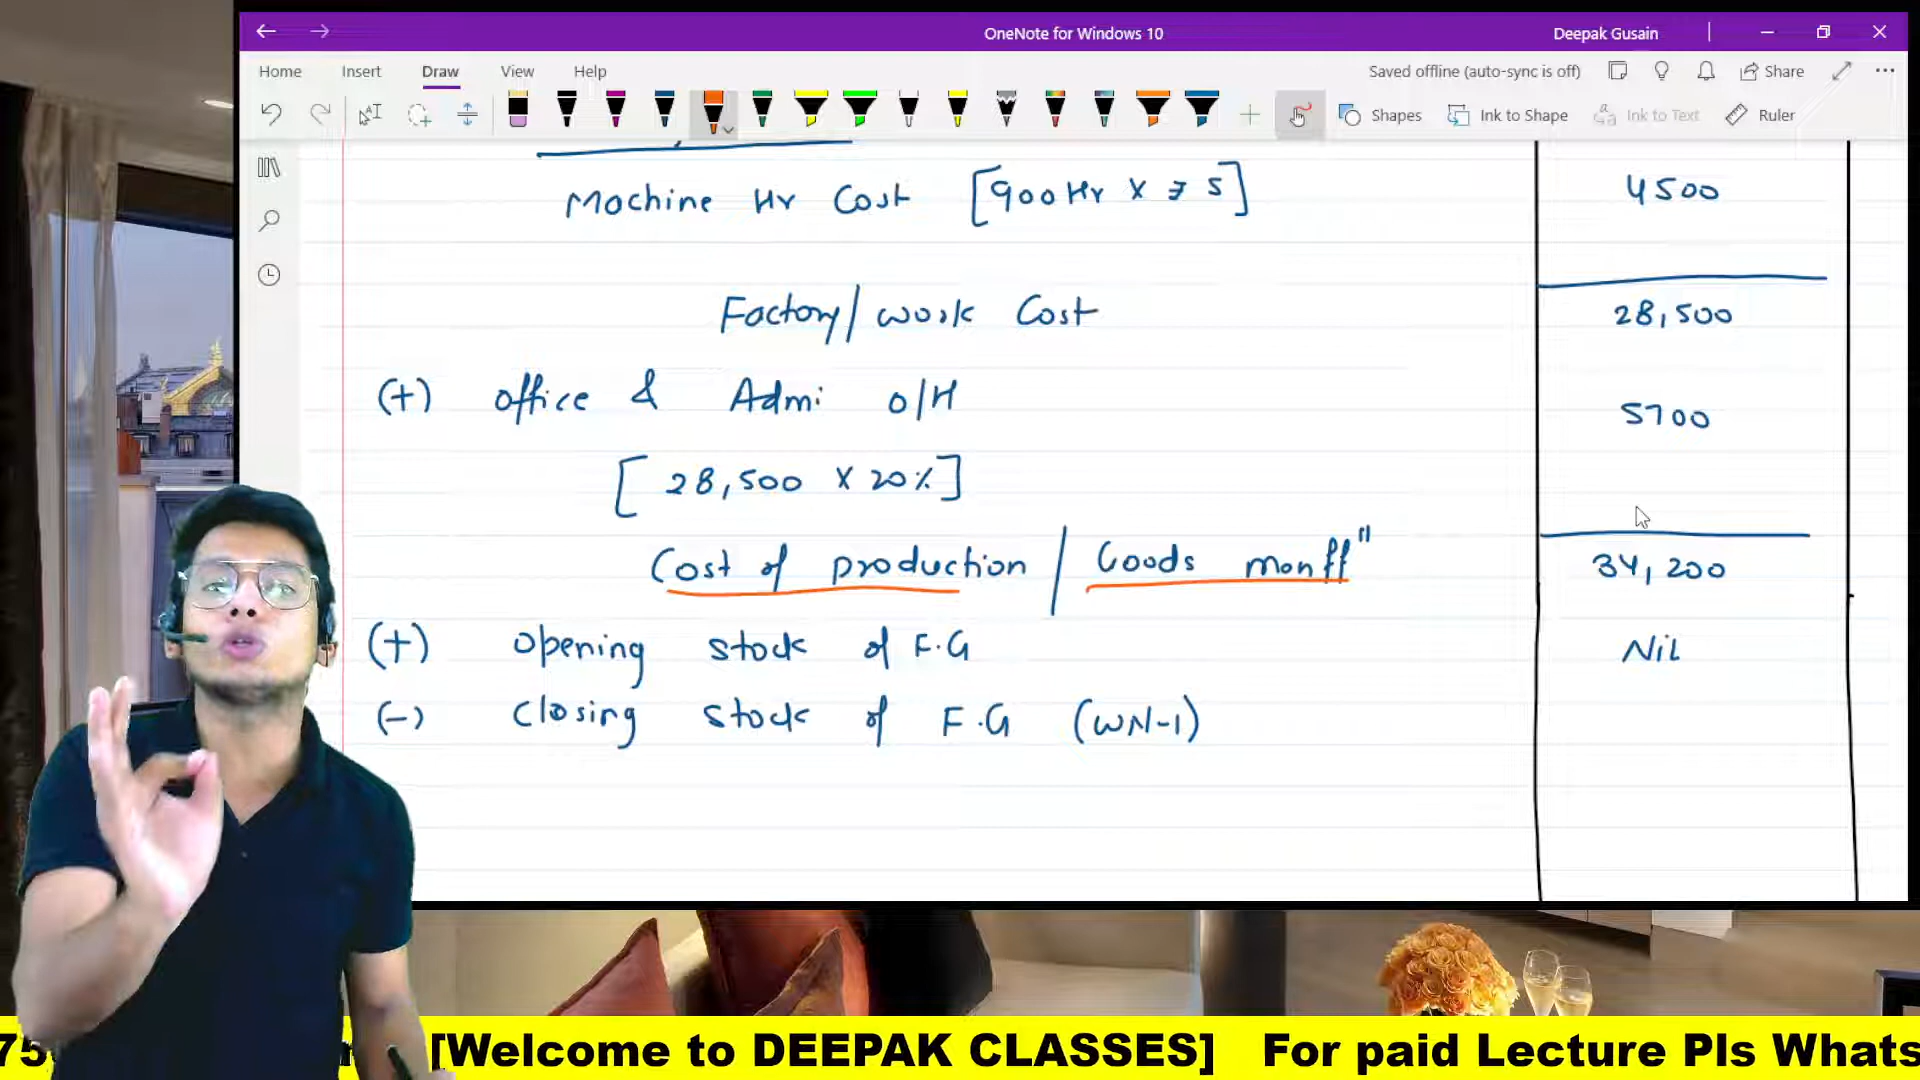 OneNote for Windows 10
Deepak Gusain
Home Insert Draw View Help
Saved offline (auto-sync is off)
Share
Shapes Ink to Shape Ink to Text Ruler
Machine Hr Cost [900 Hr X ₹ 5] 4500
Factory/work Cost 28,500
(+) office & Admi O/H 5700
[28,500 X 20%]
Cost of production / Goods manff" 34,200
(+) opening stock of F.G Nil
(-) closing stock of F.G (WN-1)
[Welcome to DEEPAK CLASSES] For paid Lecture Pls Whats